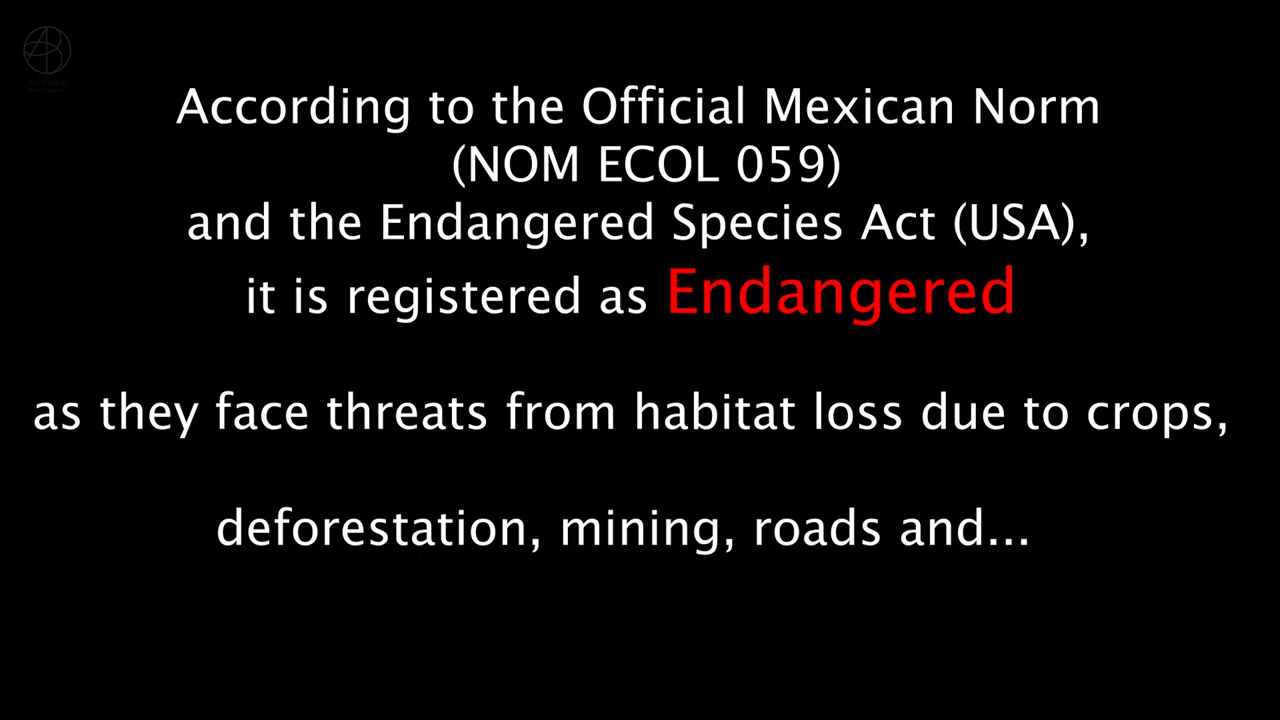 According to the Official Mexican Norm
(NOM ECOL 059)
and the Endangered Species Act (USA),
it is registered as Endangered
as they face threats from habitat loss due to crops,
deforestation, mining, roads and...